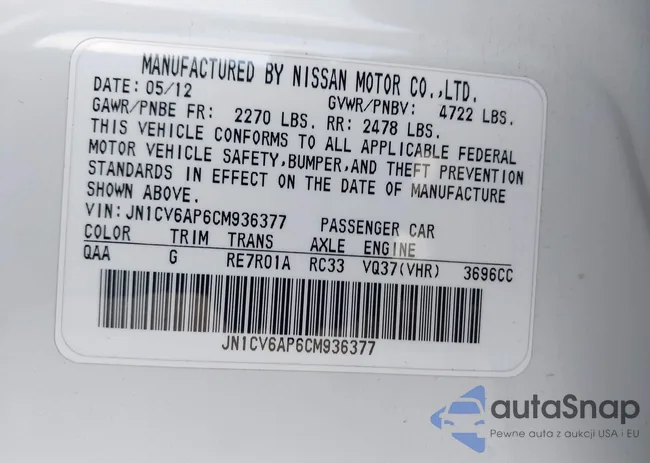 MANUFACTURED BY NISSAN MOTOR CO.,LTD.
DATE: 05/12 GVWR/PNBV: 4722 LBS.
GAWR/PNBE FR: 2270 LBS. RR: 2478 LBS.
THIS VEHICLE CONFORMS TO ALL APPLICABLE FEDERAL
MOTOR VEHICLE SAFETY,BUMPER,AND THEFT PREVENTION
STANDARDS IN EFFECT ON THE DATE OF MANUFACTURE
SHOWN ABOVE.
VIN:JN1CV6AP6CM936377 PASSENGER CAR
COLOR TRIM TRANS AXLE ENGINE
QAA G RE7R01A RC33 VQ37(VHR) 3696CC
JN1CV6AP6CM936377
autaSnap
Pewne auta z aukcji USA i EU